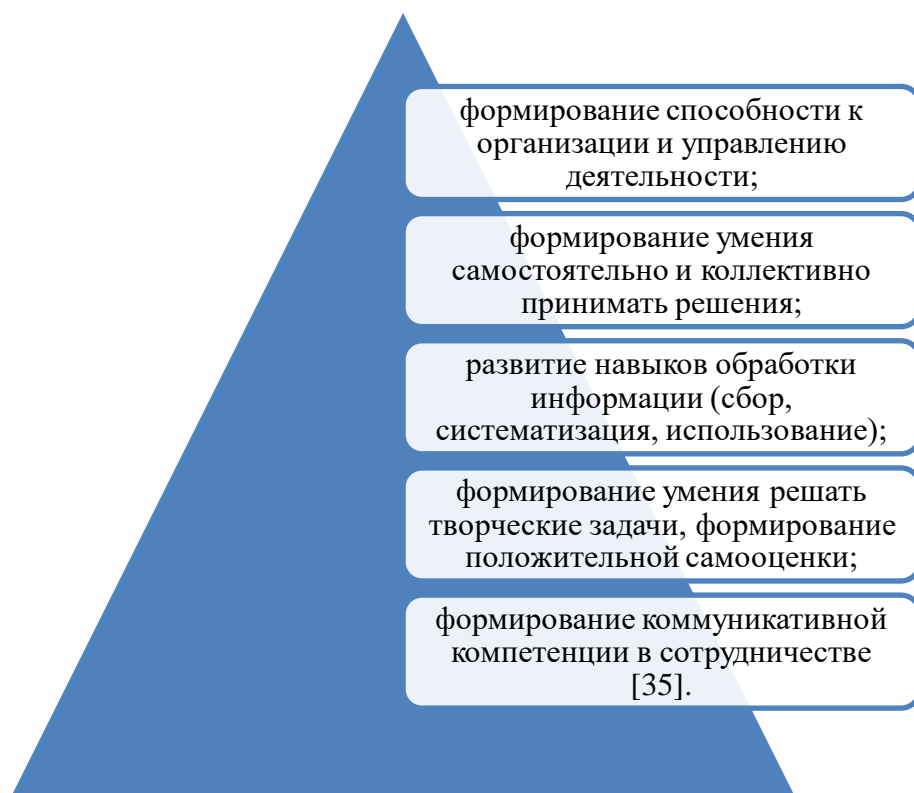 формирование способности к
организации и управлению
деятельности;
формирование умения
самостоятельно и коллективно
принимать решения;
развитие навыков обработки
информации (сбор,
систематизация, использование);
формирование умения решать
творческие задачи, формирование
положительной самооценки;
формирование коммуникативной
компетенции в сотрудничестве
[35].